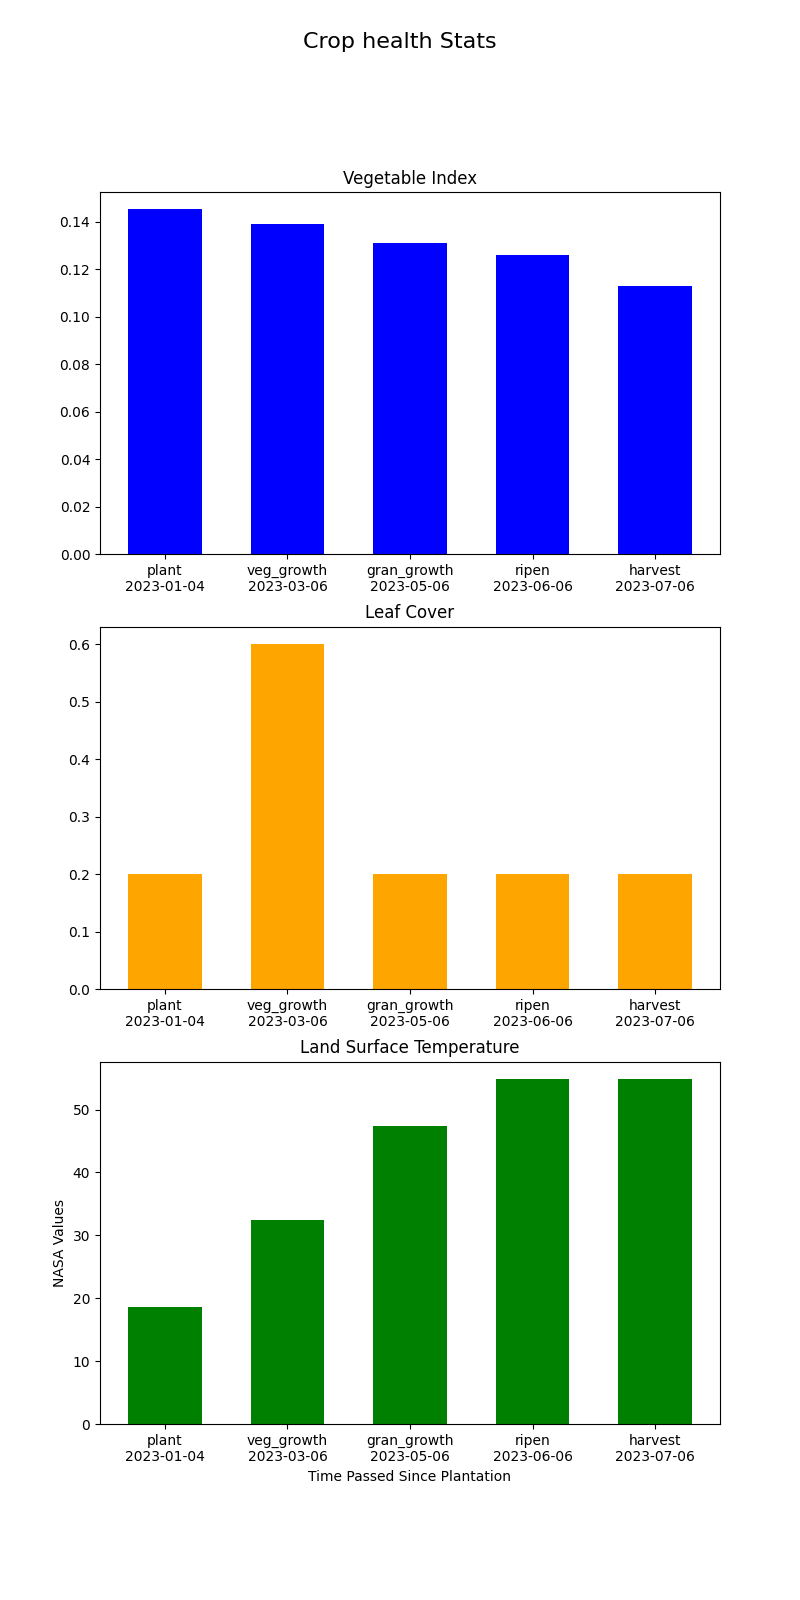 Crop health Stats
Vegetable Index
0.14
0.12
0.10
0.08
0.06
0.04
0.02
0.00
plant veg_growth gran_growth ripen harvest
2023-01-04 2023-03-06 2023-05-06 2023-06-06 2023-07-06
Leaf Cover
0.6
0.5
0.4
0.3
0.2
0.1
0.0
plant veg_growth gran_growth ripen harvest
2023-01-04 2023-03-06 2023-05-06 2023-06-06 2023-07-06
Land Surface Temperature
NASA Values
50
40
30
20
10
0
plant veg_growth gran_growth ripen harvest
2023-01-04 2023-03-06 2023-05-06 2023-06-06 2023-07-06
Time Passed Since Plantation